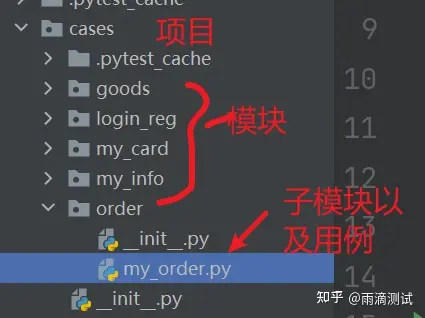 .pytest_cache
cases
项目
9
.pytest_cache
10
goods
login_reg
模块
11
my_card
my_info
12
order
子模块以
13
__init__.py
及用例
my_order.py
14
__init__.py
知乎 @雨滴测试